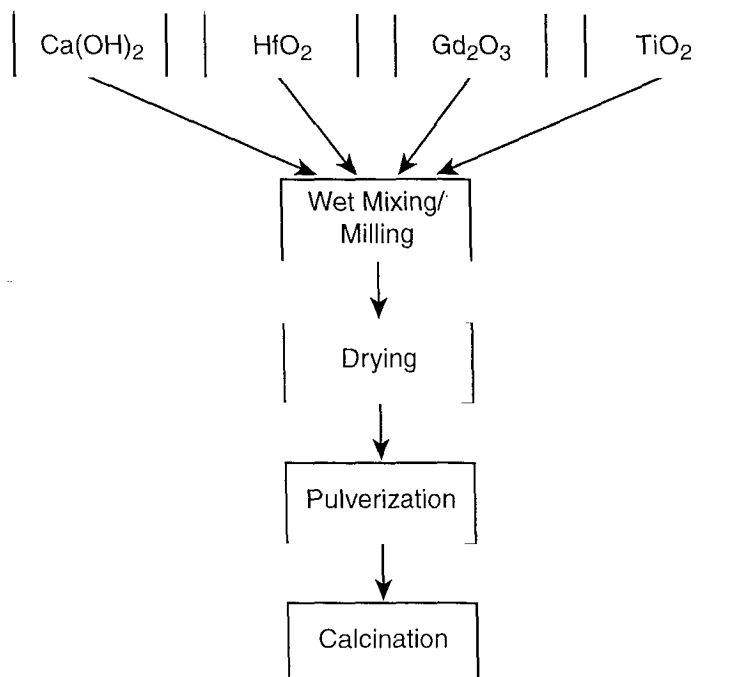 Ca(OH)₂ HfO₂ Gd₂O₃ TiO₂
Wet Mixing/
Milling
Drying
Pulverization
Calcination